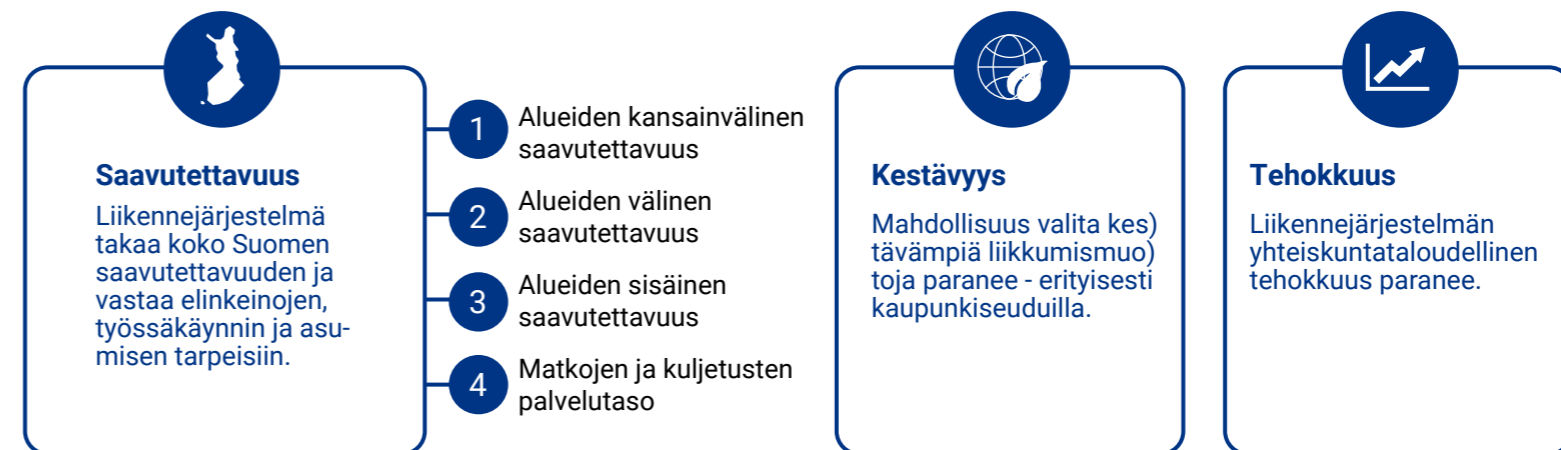 Saavutettavuus
Liikennejärjestelmä
takaa koko Suomen
saavutettavuuden ja
vastaa elinkeinojen,
työssäkäynnin ja asu-
misen tarpeisiin.
1 Alueiden kansainvälinen
saavutettavuus
2 Alueiden välinen
saavutettavuus
3 Alueiden sisäinen
saavutettavuus
4 Matkojen ja kuljetusten
palvelutaso
Kestävyys
Mahdollisuus valita kes)
tävämpiä liikkumismuo)
toja paranee - erityisesti
kaupunkiseuduilla.
Tehokkuus
Liikennejärjestelmän
yhteiskuntataloudellinen
tehokkuus paranee.